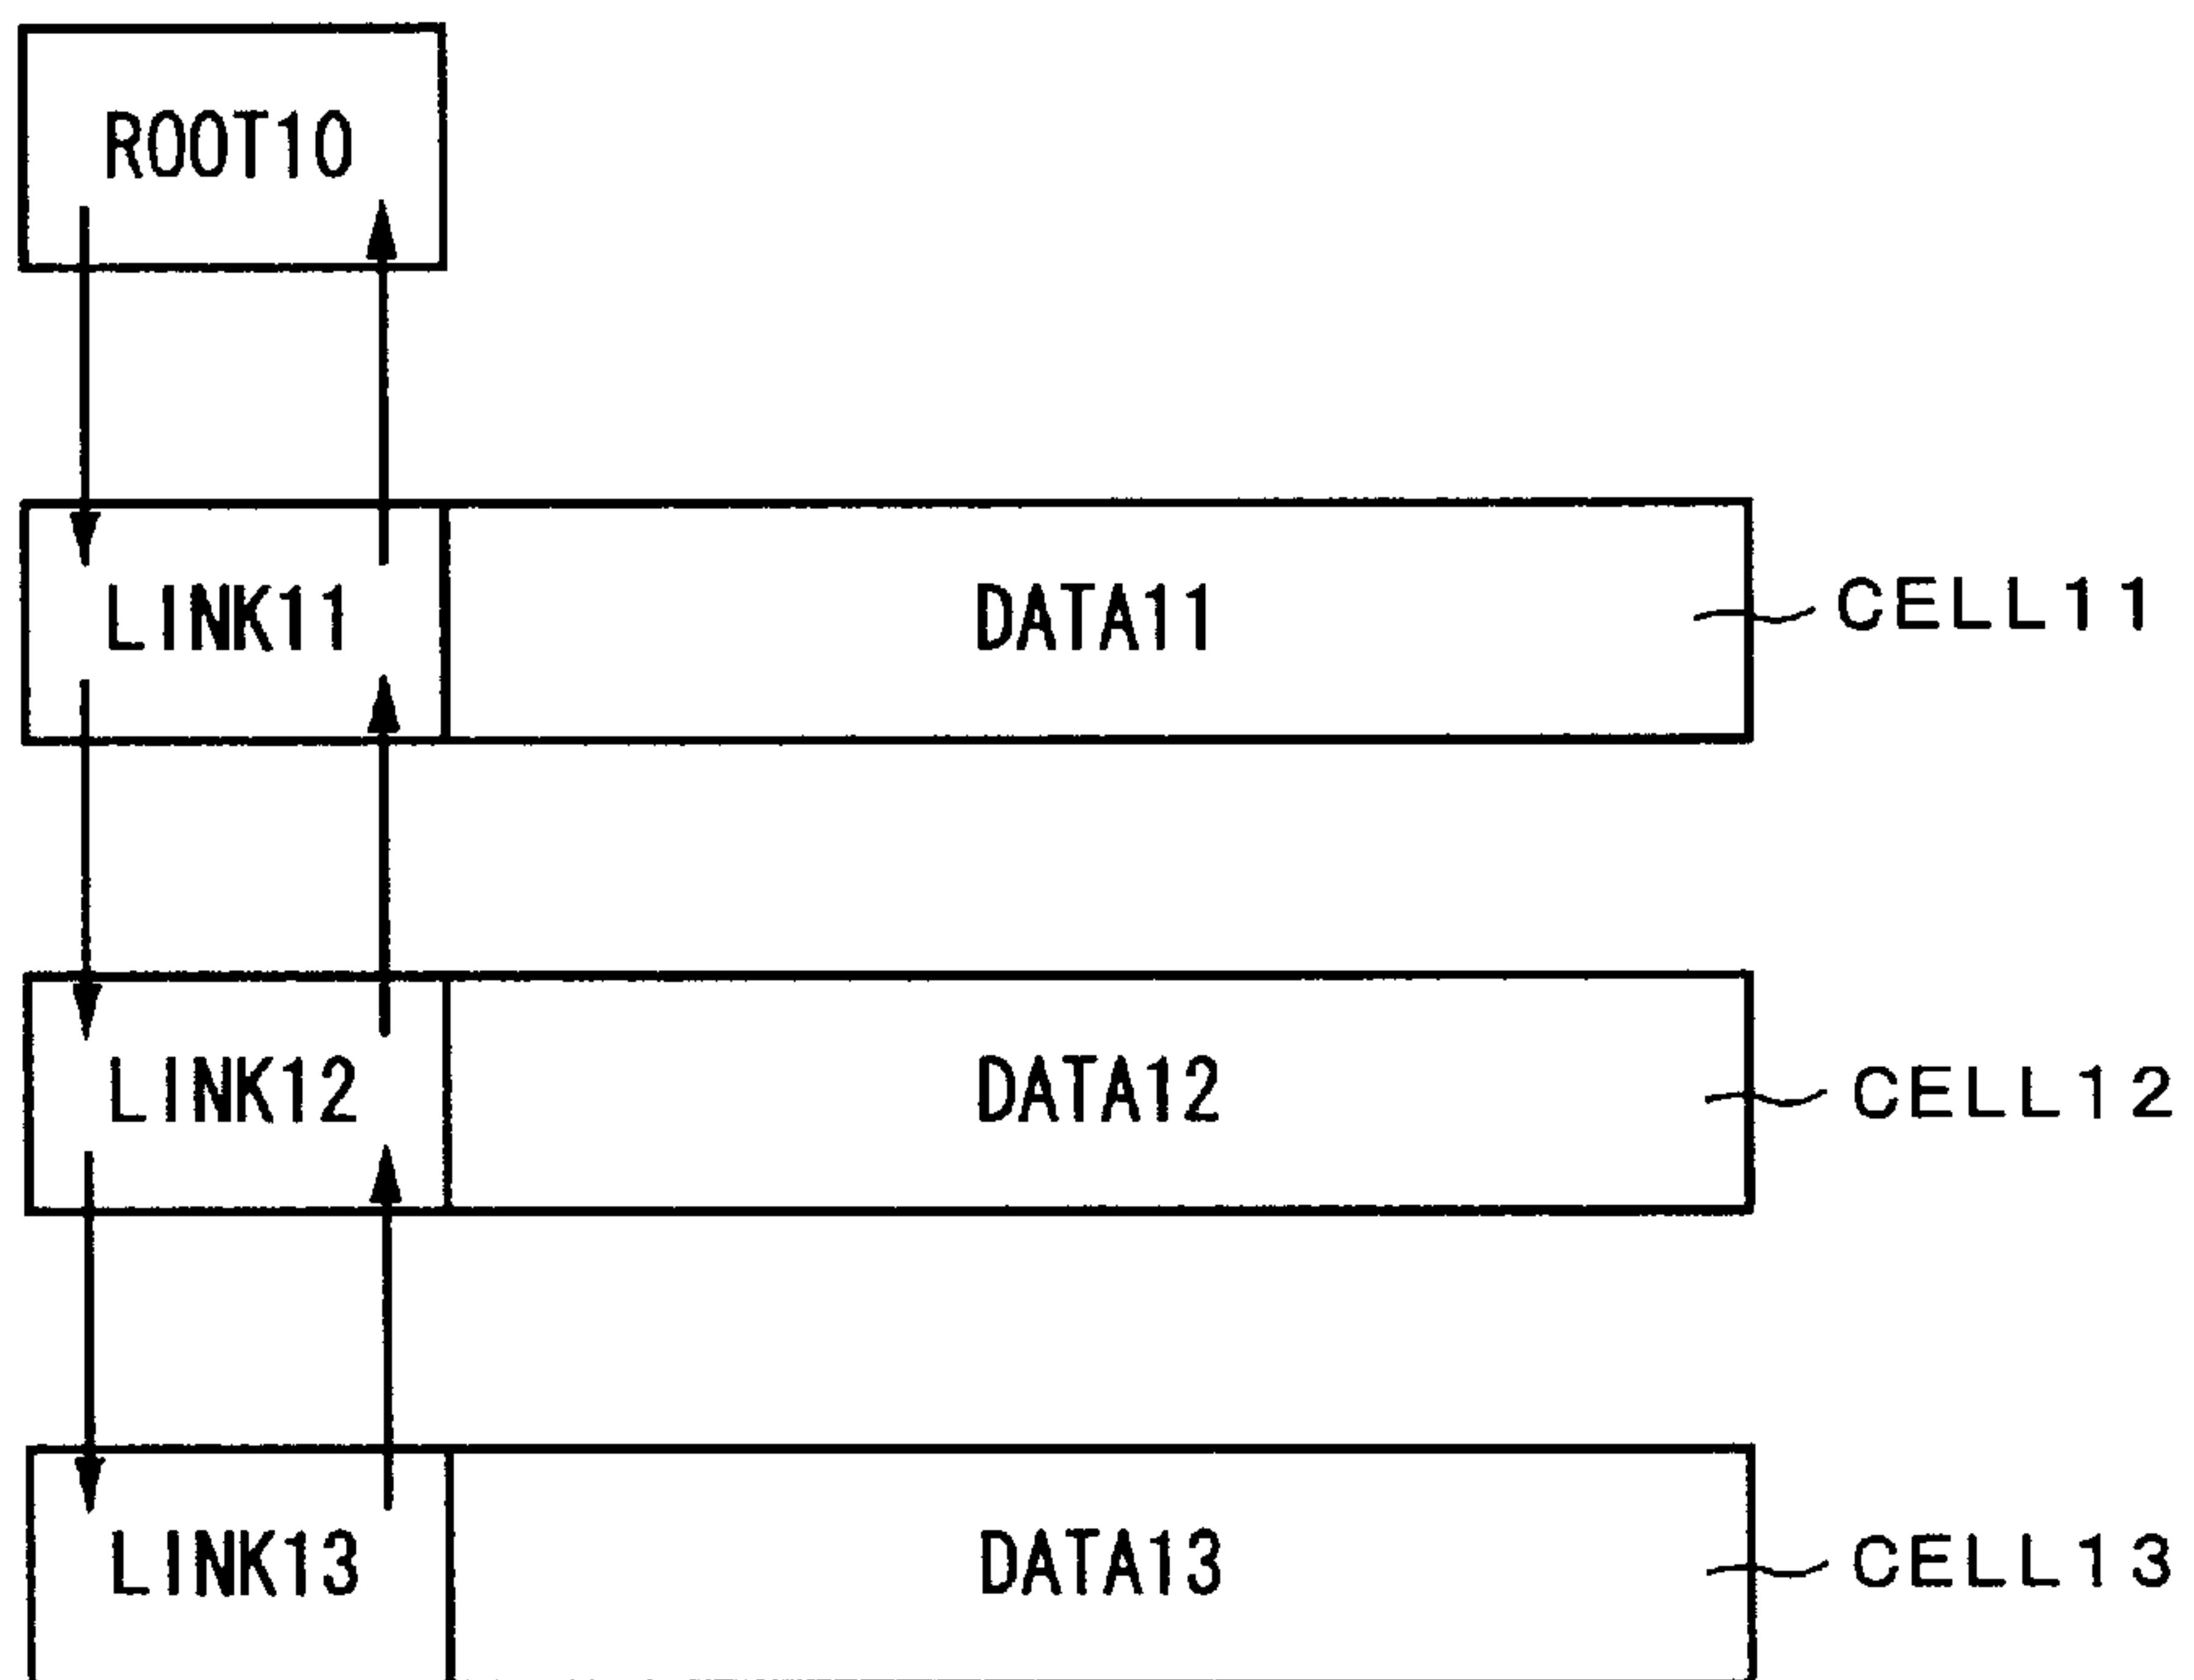 ROOT10
LINK11 DATA11 CELL11
LINK12 DATA12 CELL12
LINK13 DATA13 CELL13